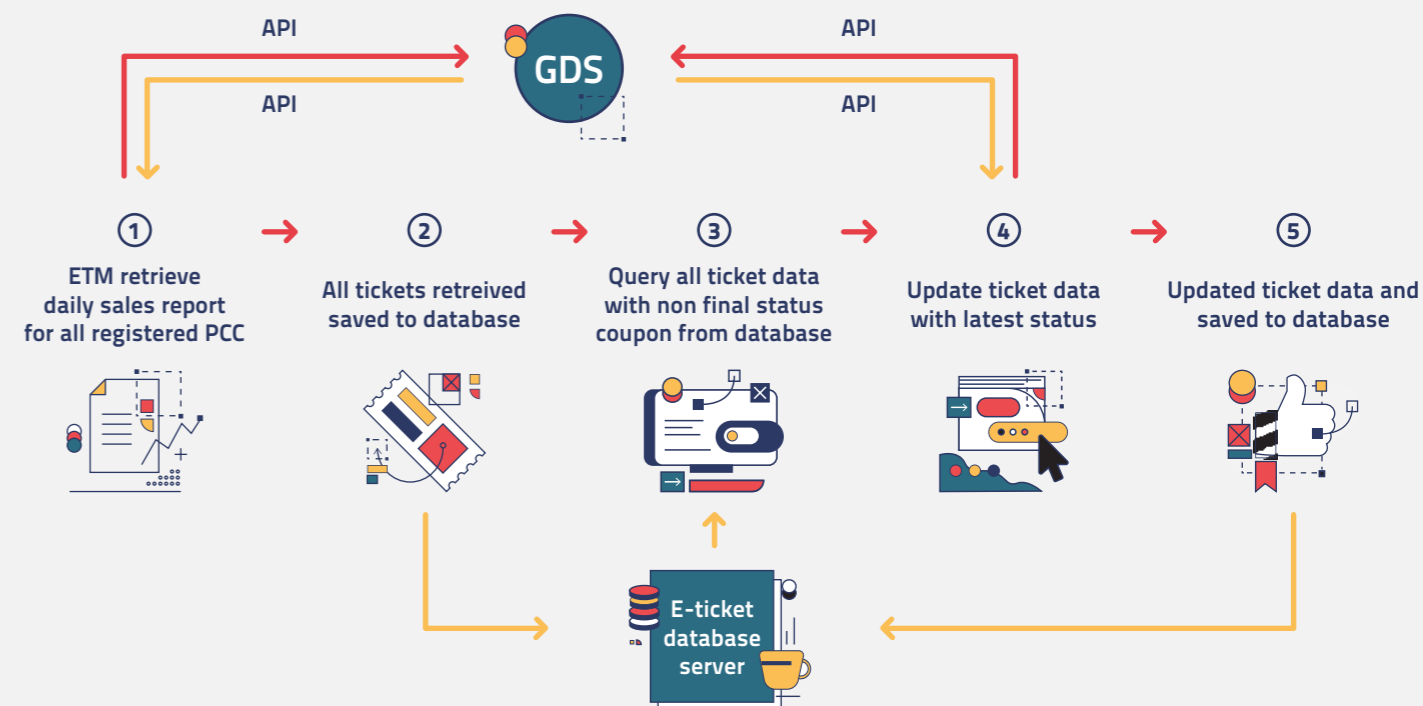 API
API
GDS
API
API
1
2
3
4
5
ETM retrieve
daily sales report
for all registered PCC
All tickets retreived
saved to database
Query all ticket data
with non final status
coupon from database
Update ticket data
with latest status
Updated ticket data and
saved to database
E-ticket
database
server